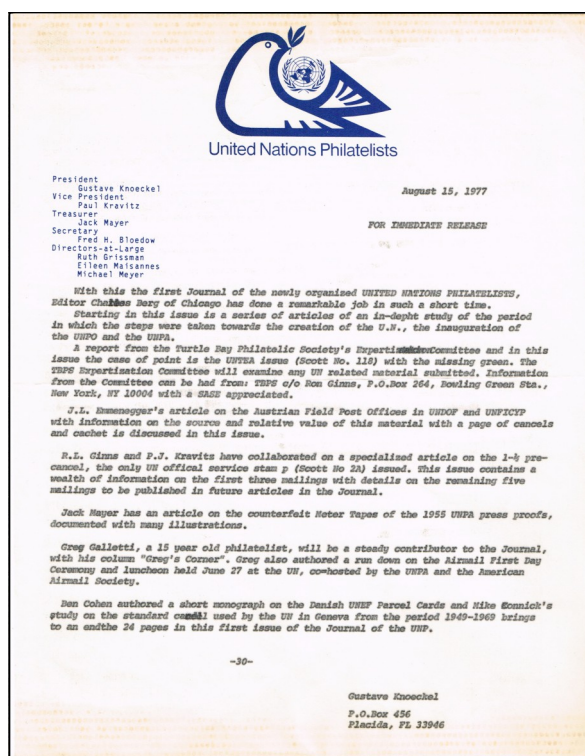 United Nations Philatelists
President
Gustave Knoeckel
Vice President
Paul Kravitz
Treasurer
Jack Mayer
Secretary
Fred H. Bloedow
Directors-at-Large
Ruth Grissman
Eileen Maisannes
Michael Meyer
August 15, 1977
FOR IMMEDIATE RELEASE
With this the first Journal of the newly organized UNITED NATIONS PHILATELISTS,
Editor Charles Berg of Chicago has done a remarkable job in such a short time.
Starting in this issue is a series of articles of an in-depht study of the period
in which the steps were taken towards the creation of the U.N., the inauguration of
the UNPO and the UNPA.
A report from the Turtle Bay Philatelic Society's Committee and in this
issue the case of point is the UNTEA issue (Scott No. 118) with the missing green. The
TBPS Expertisation Committee will examine any UN related material submitted. Information
from the Committee can be had from: TBPS c/o Ron Ginns, P.O.Box 264, Bowling Green Sta.,
New York, NY 10004 with a SASE appreciated.
J.L. Emmenegger's article on the Austrian Field Post Offices in UNDOF and UNFICYP
with information on the source and relative value of this material with a page of cancels
and cachet is discussed in this issue.
R.L. Ginns and P.J. Kravitz have collaborated on a specialized article on the 1-½ pre-
cancel, the only UN offical service stam p (Scott No 2A) issued. This issue contains a
wealth of information on the first three mailings with details on the remaining five
mailings to be published in future articles in the Journal.
Jack Mayer has an article on the counterfeit Meter Tapes of the 1955 UNPA press proofs,
documented with many illustrations.
Greg Galletti, a 15 year old philatelist, will be a steady contributor to the Journal,
with his column "Greg's Corner". Greg also authored a run down on the Airmail First Day
Ceremony and luncheon held June 27 at the UN, co=hosted by the UNPA and the American
Airmail Society.
Ben Cohen authored a short monograph on the Danish UNEF Parcel Cards and Mike Connick's
study on the standard used by the UN in Geneva from the period 1949-1969 brings
to an endthe 24 pages in this first issue of the Journal of the UNP.
-30-
Gustave Knoeckel
P.O.Box 456
Placida, FL 33946